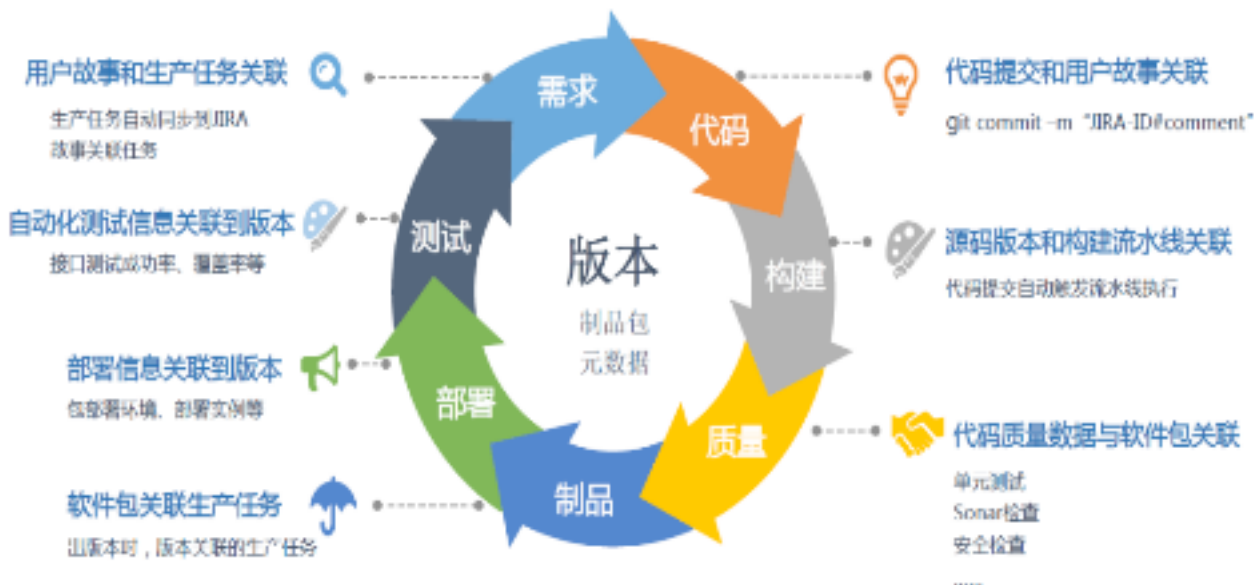 用户故事和生产任务关联
生产任务自动同步到JIRA
故事关联任务
自动化测试信息关联到版本
接口测试成功率、覆盖率等
部署信息关联到版本
包部署环境、部署实例等
软件包关联生产任务
出版本时，版本关联的生产任务
需求
代码
构建
质量
制品
部署
测试
版本
制品包
元数据
代码提交和用户故事关联
git commit –m “JIRA-ID#comment”
源码版本和构建流水线关联
代码提交自动触发流水线执行
代码质量数据与软件包关联
单元测试
Sonar检查
安全检查